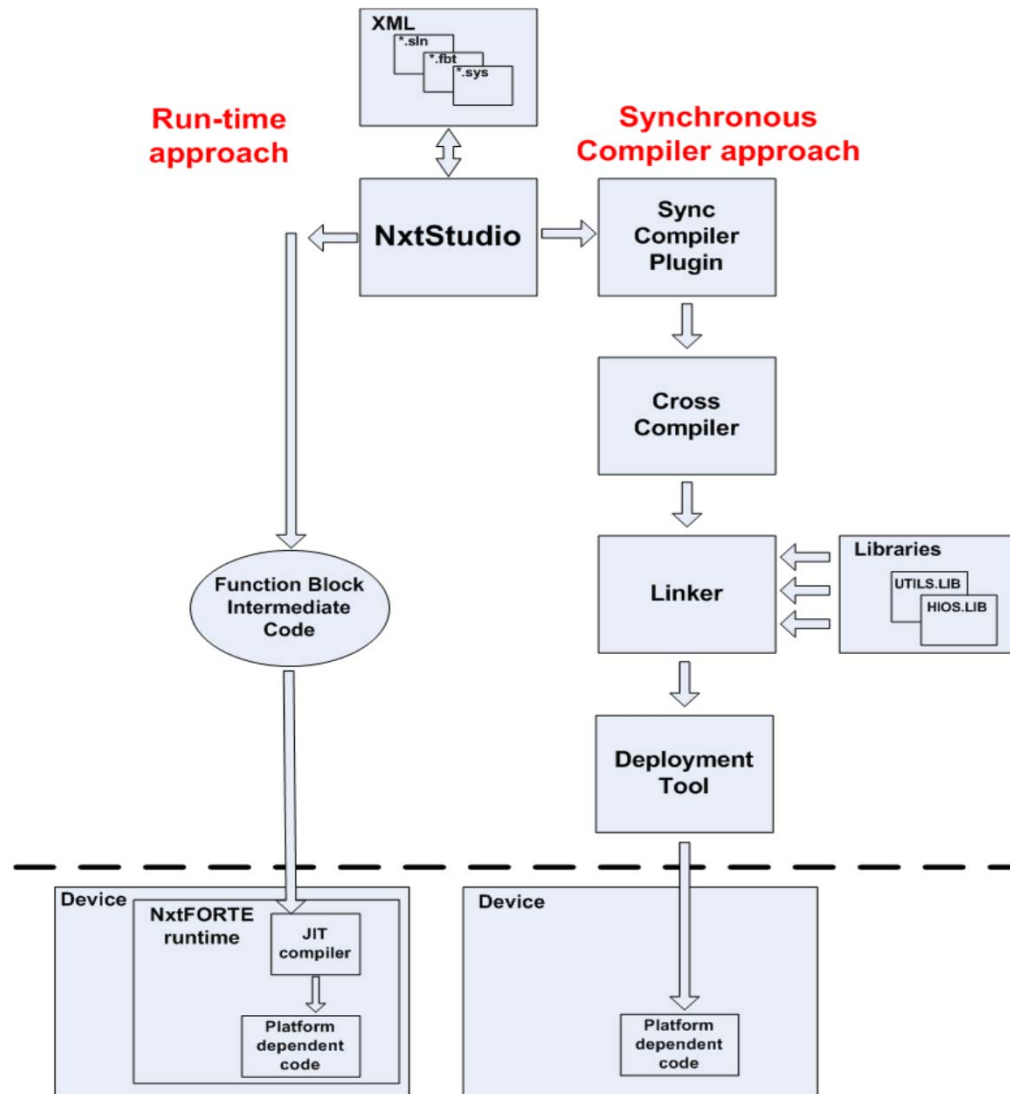 XML
*.sln
*.fbt
*.sys
Run-time
approach
Synchronous
Compiler approach
NxtStudio
Sync
Compiler
Plugin
Cross
Compiler
Function Block
Intermediate
Code
Linker
Libraries
UTILS.LIB
HIOS.LIB
Deployment
Tool
Device
NxtFORTE
runtime
JIT
compiler
Platform
dependent
code
Device
Platform
dependent
code